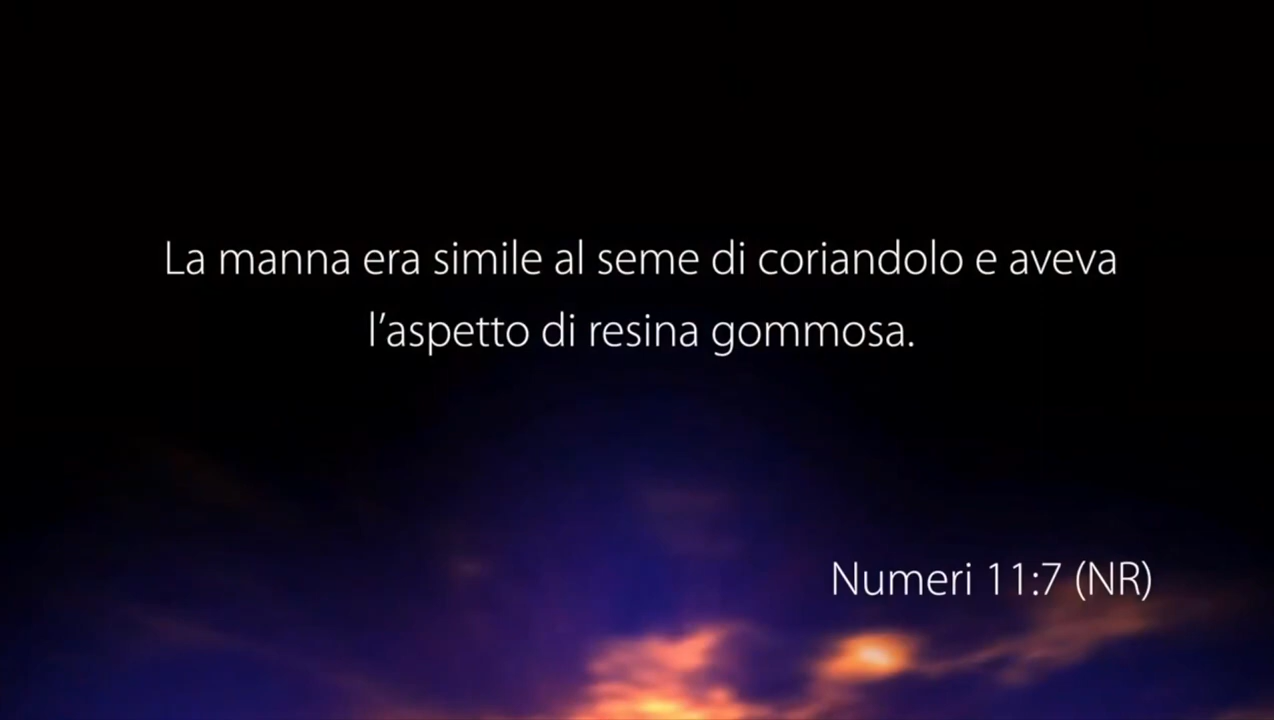 La manna era simile al seme di coriandolo e aveva
l’aspetto di resina gommosa.
Numeri 11:7 (NR)